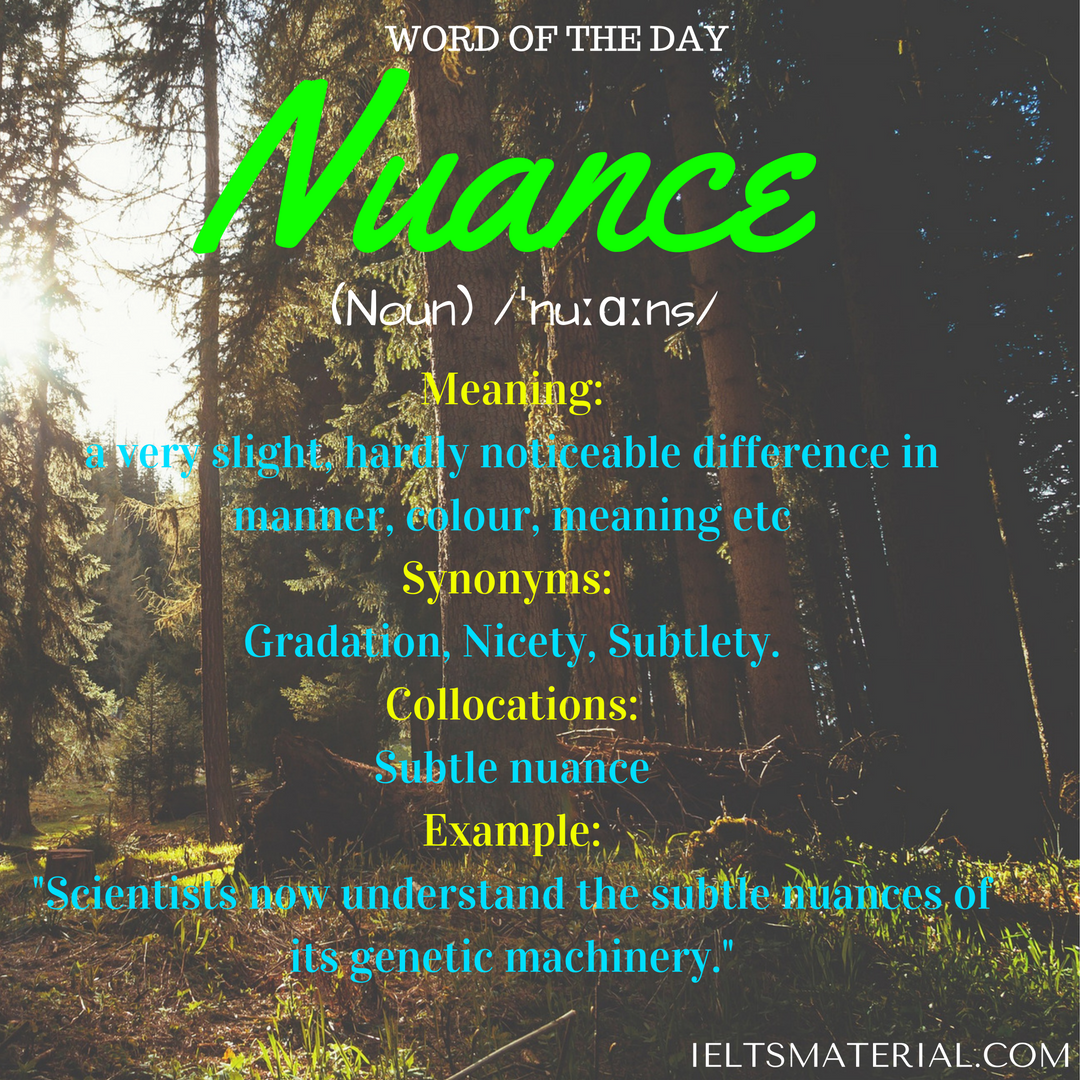 WORD OF THE DAY
Nuance
(Noun) /ˈnuːɑːns/
Meaning:
a very slight, hardly noticeable difference in
manner, colour, meaning etc
Synonyms:
Gradation, Nicety, Subtlety.
Collocations:
Subtle nuance
Example:
"Scientists now understand the subtle nuances of
its genetic machinery."
IELTSMATERIAL.COM